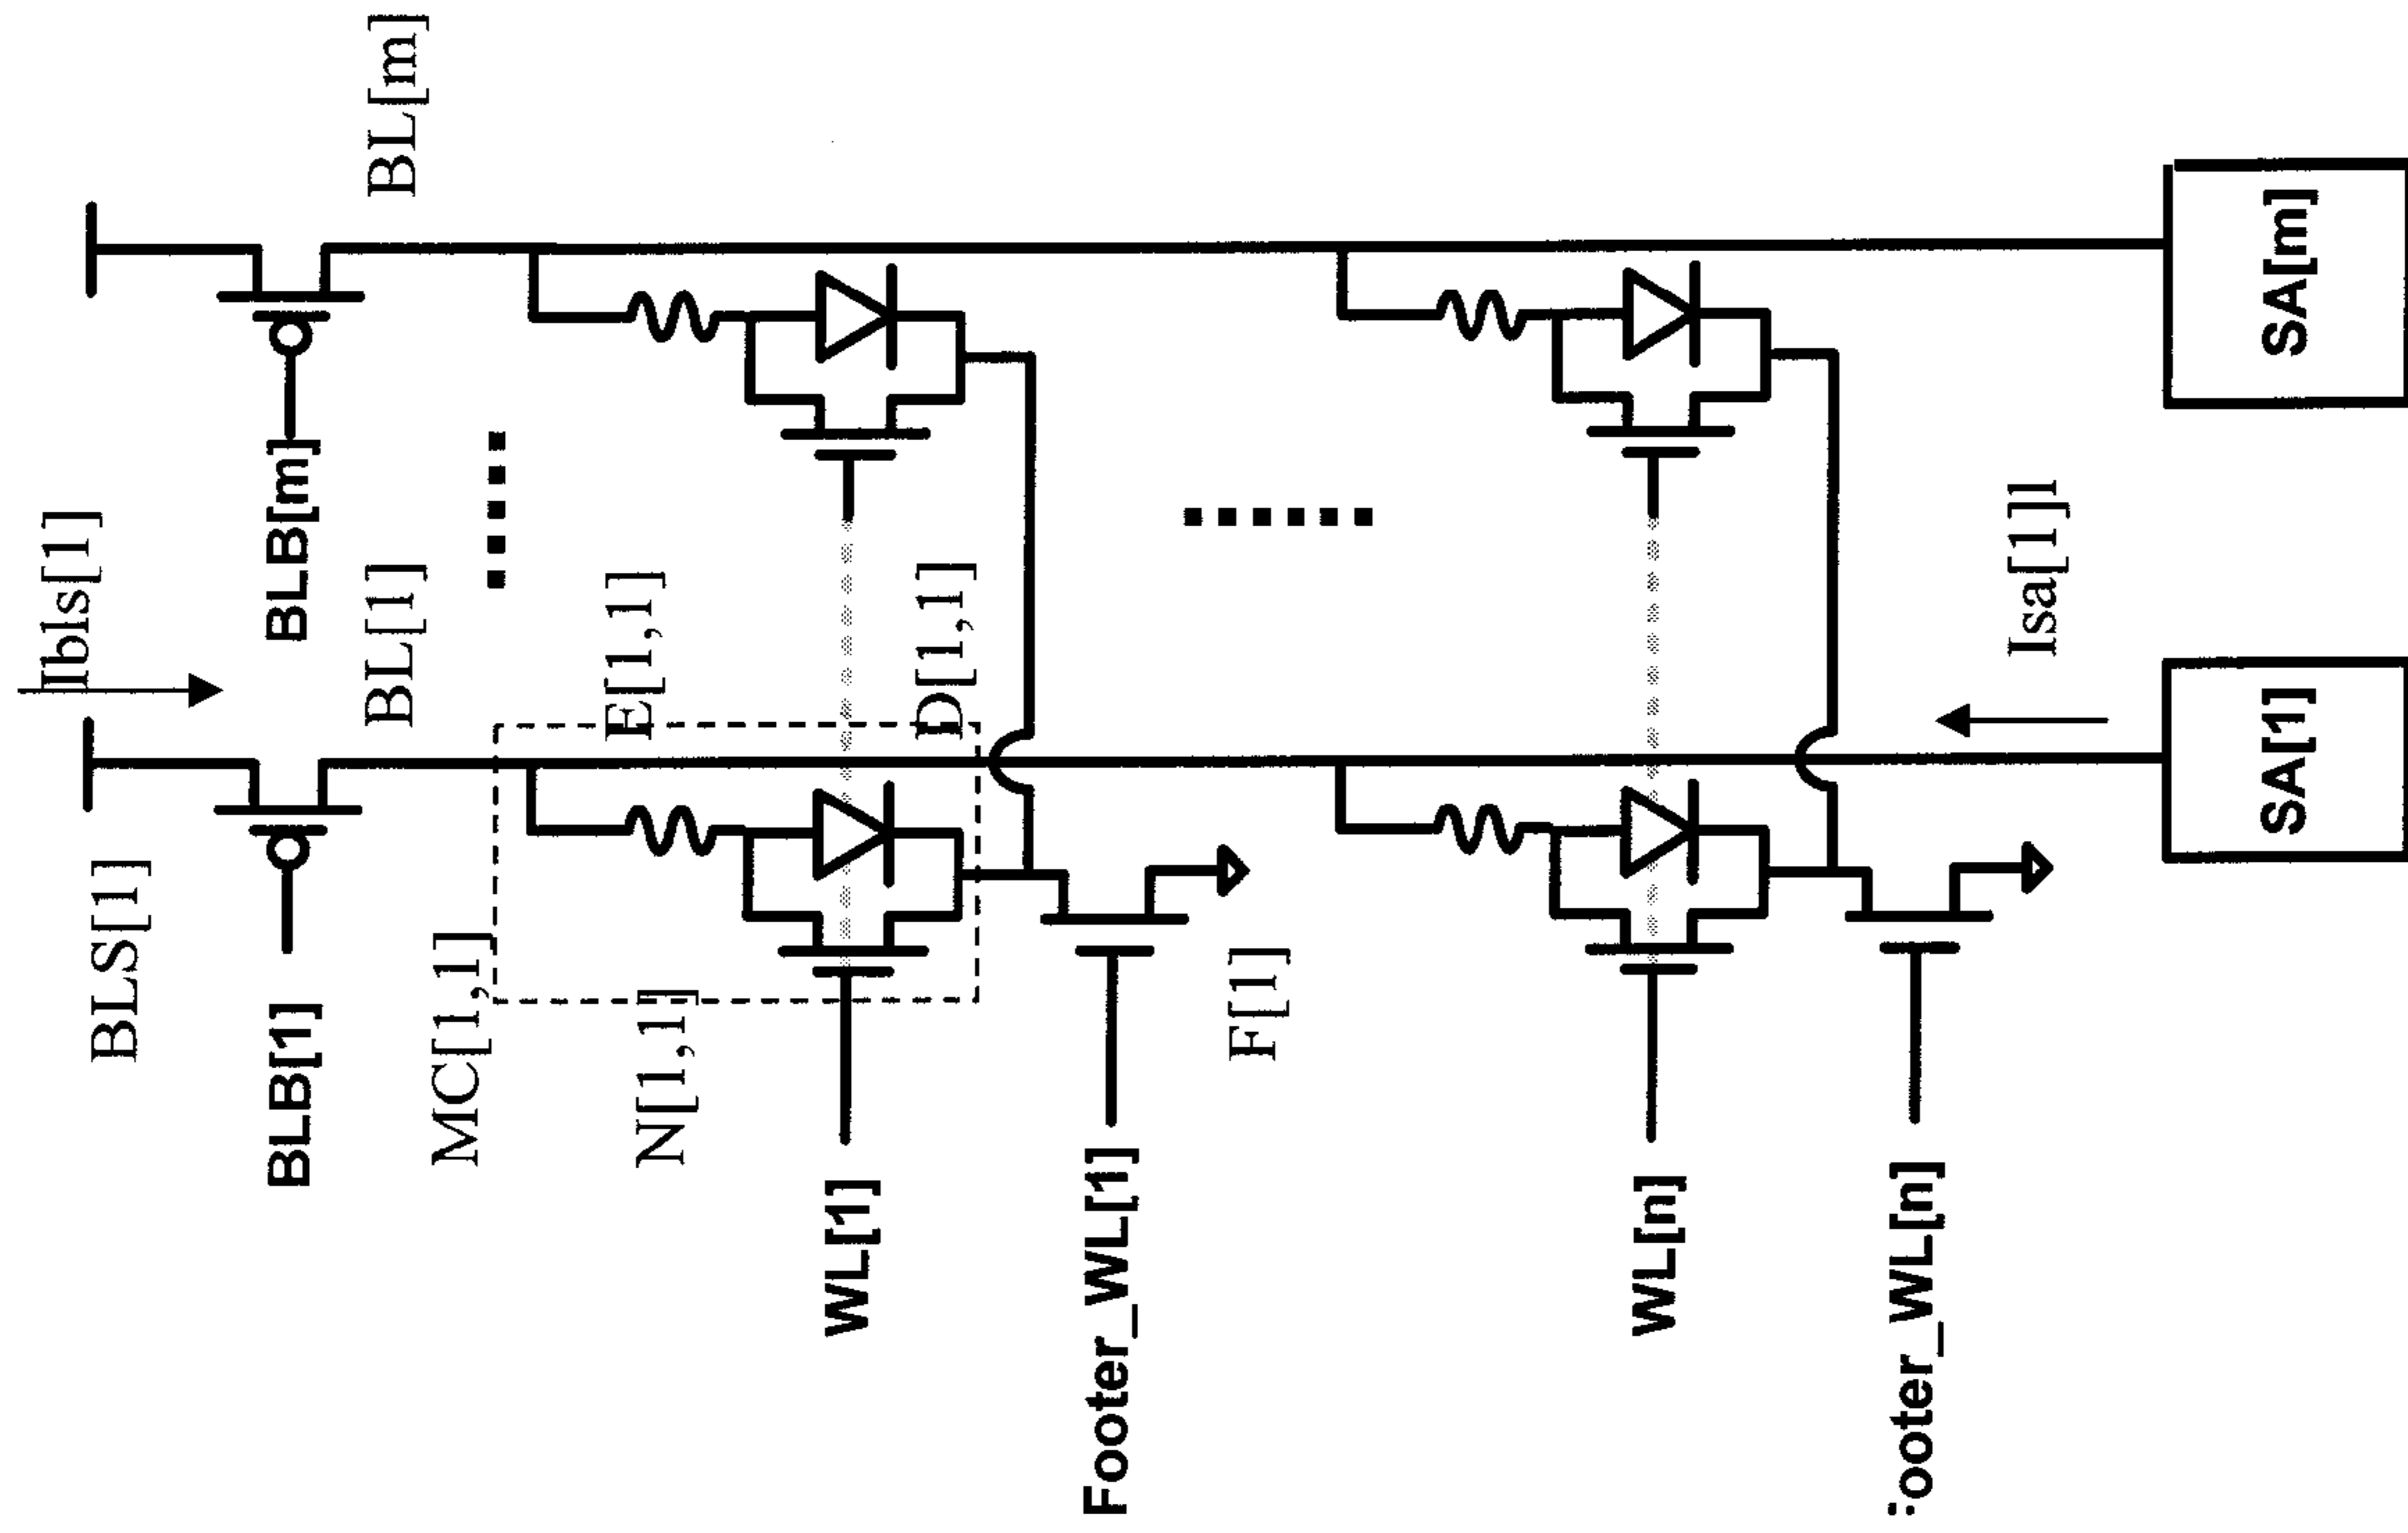 Ibls[1]
BLS[1]
BLB[1]
BLB[m]
BL[1]
BL[m]
MC[1,1]
E[1,1]
N[1,1]
WL[1]
D[1,1]
Footer_WL[1]
F[1]
WL[n]
Footer_WL[n]
Isa[1]l
SA[1]
SA[m]